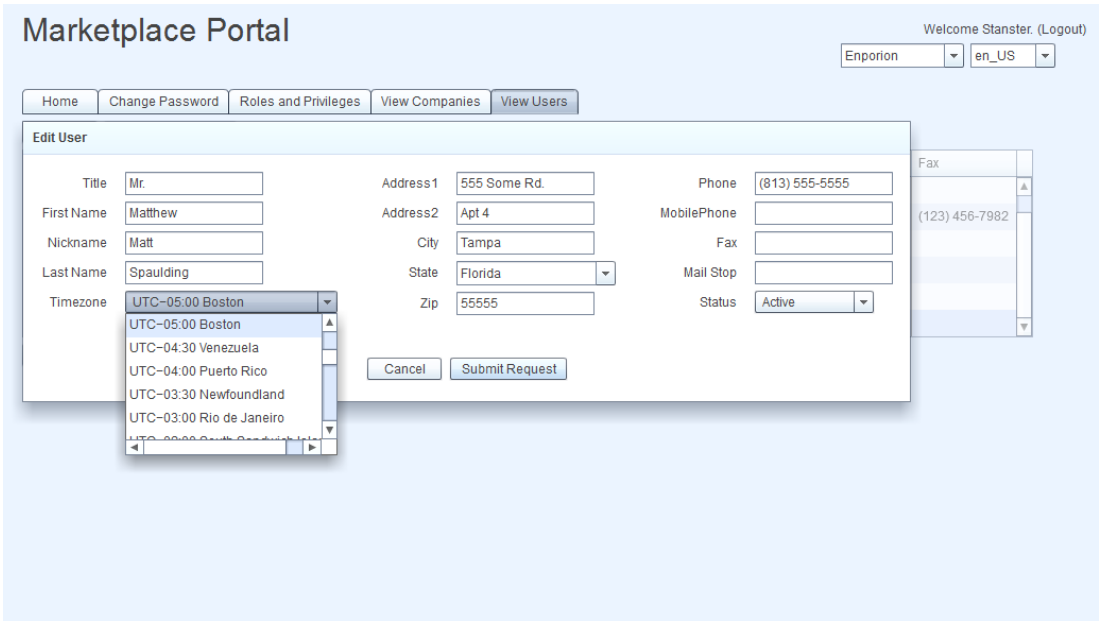 Marketplace Portal
Welcome Stanster. (Logout)
Enporion en_US
Home Change Password Roles and Privileges View Companies View Users
Edit User
Fax
Title Mr. Address1 555 Some Rd. Phone (813) 555-5555
First Name Matthew Address2 Apt 4 MobilePhone (123) 456-7982
Nickname Matt City Tampa Fax
Last Name Spaulding State Florida Mail Stop
Timezone UTC-05:00 Boston Zip 55555 Status Active
UTC-05:00 Boston
UTC-04:30 Venezuela
UTC-04:00 Puerto Rico
Cancel Submit Request
UTC-03:30 Newfoundland
UTC-03:00 Rio de Janeiro